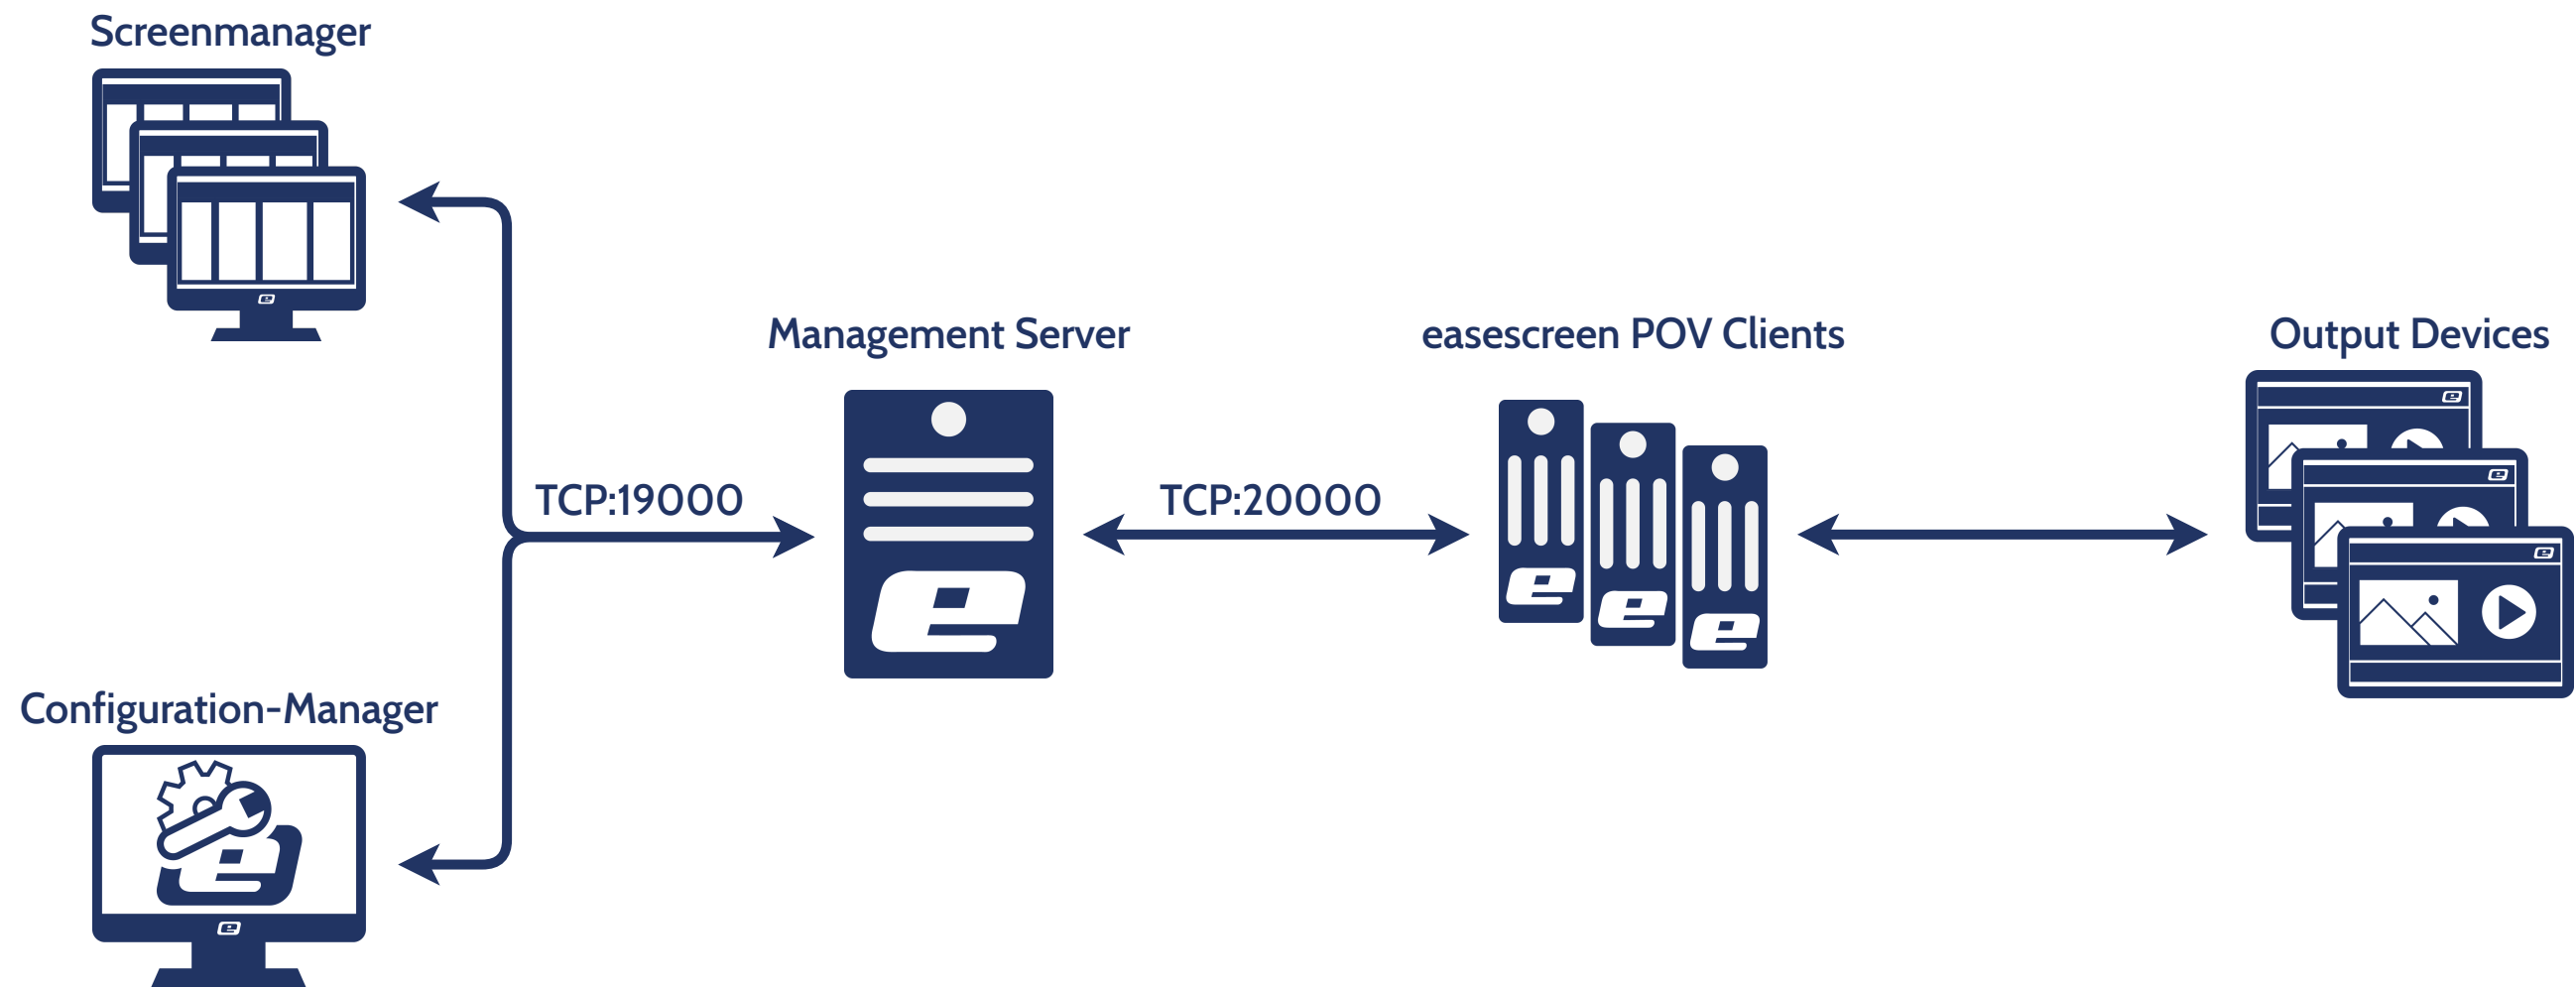 Screenmanager
Management Server
easescreen POV Clients
Output Devices
TCP:19000
TCP:20000
Configuration-Manager
e
e
e
e
e
e
e
e
e
e